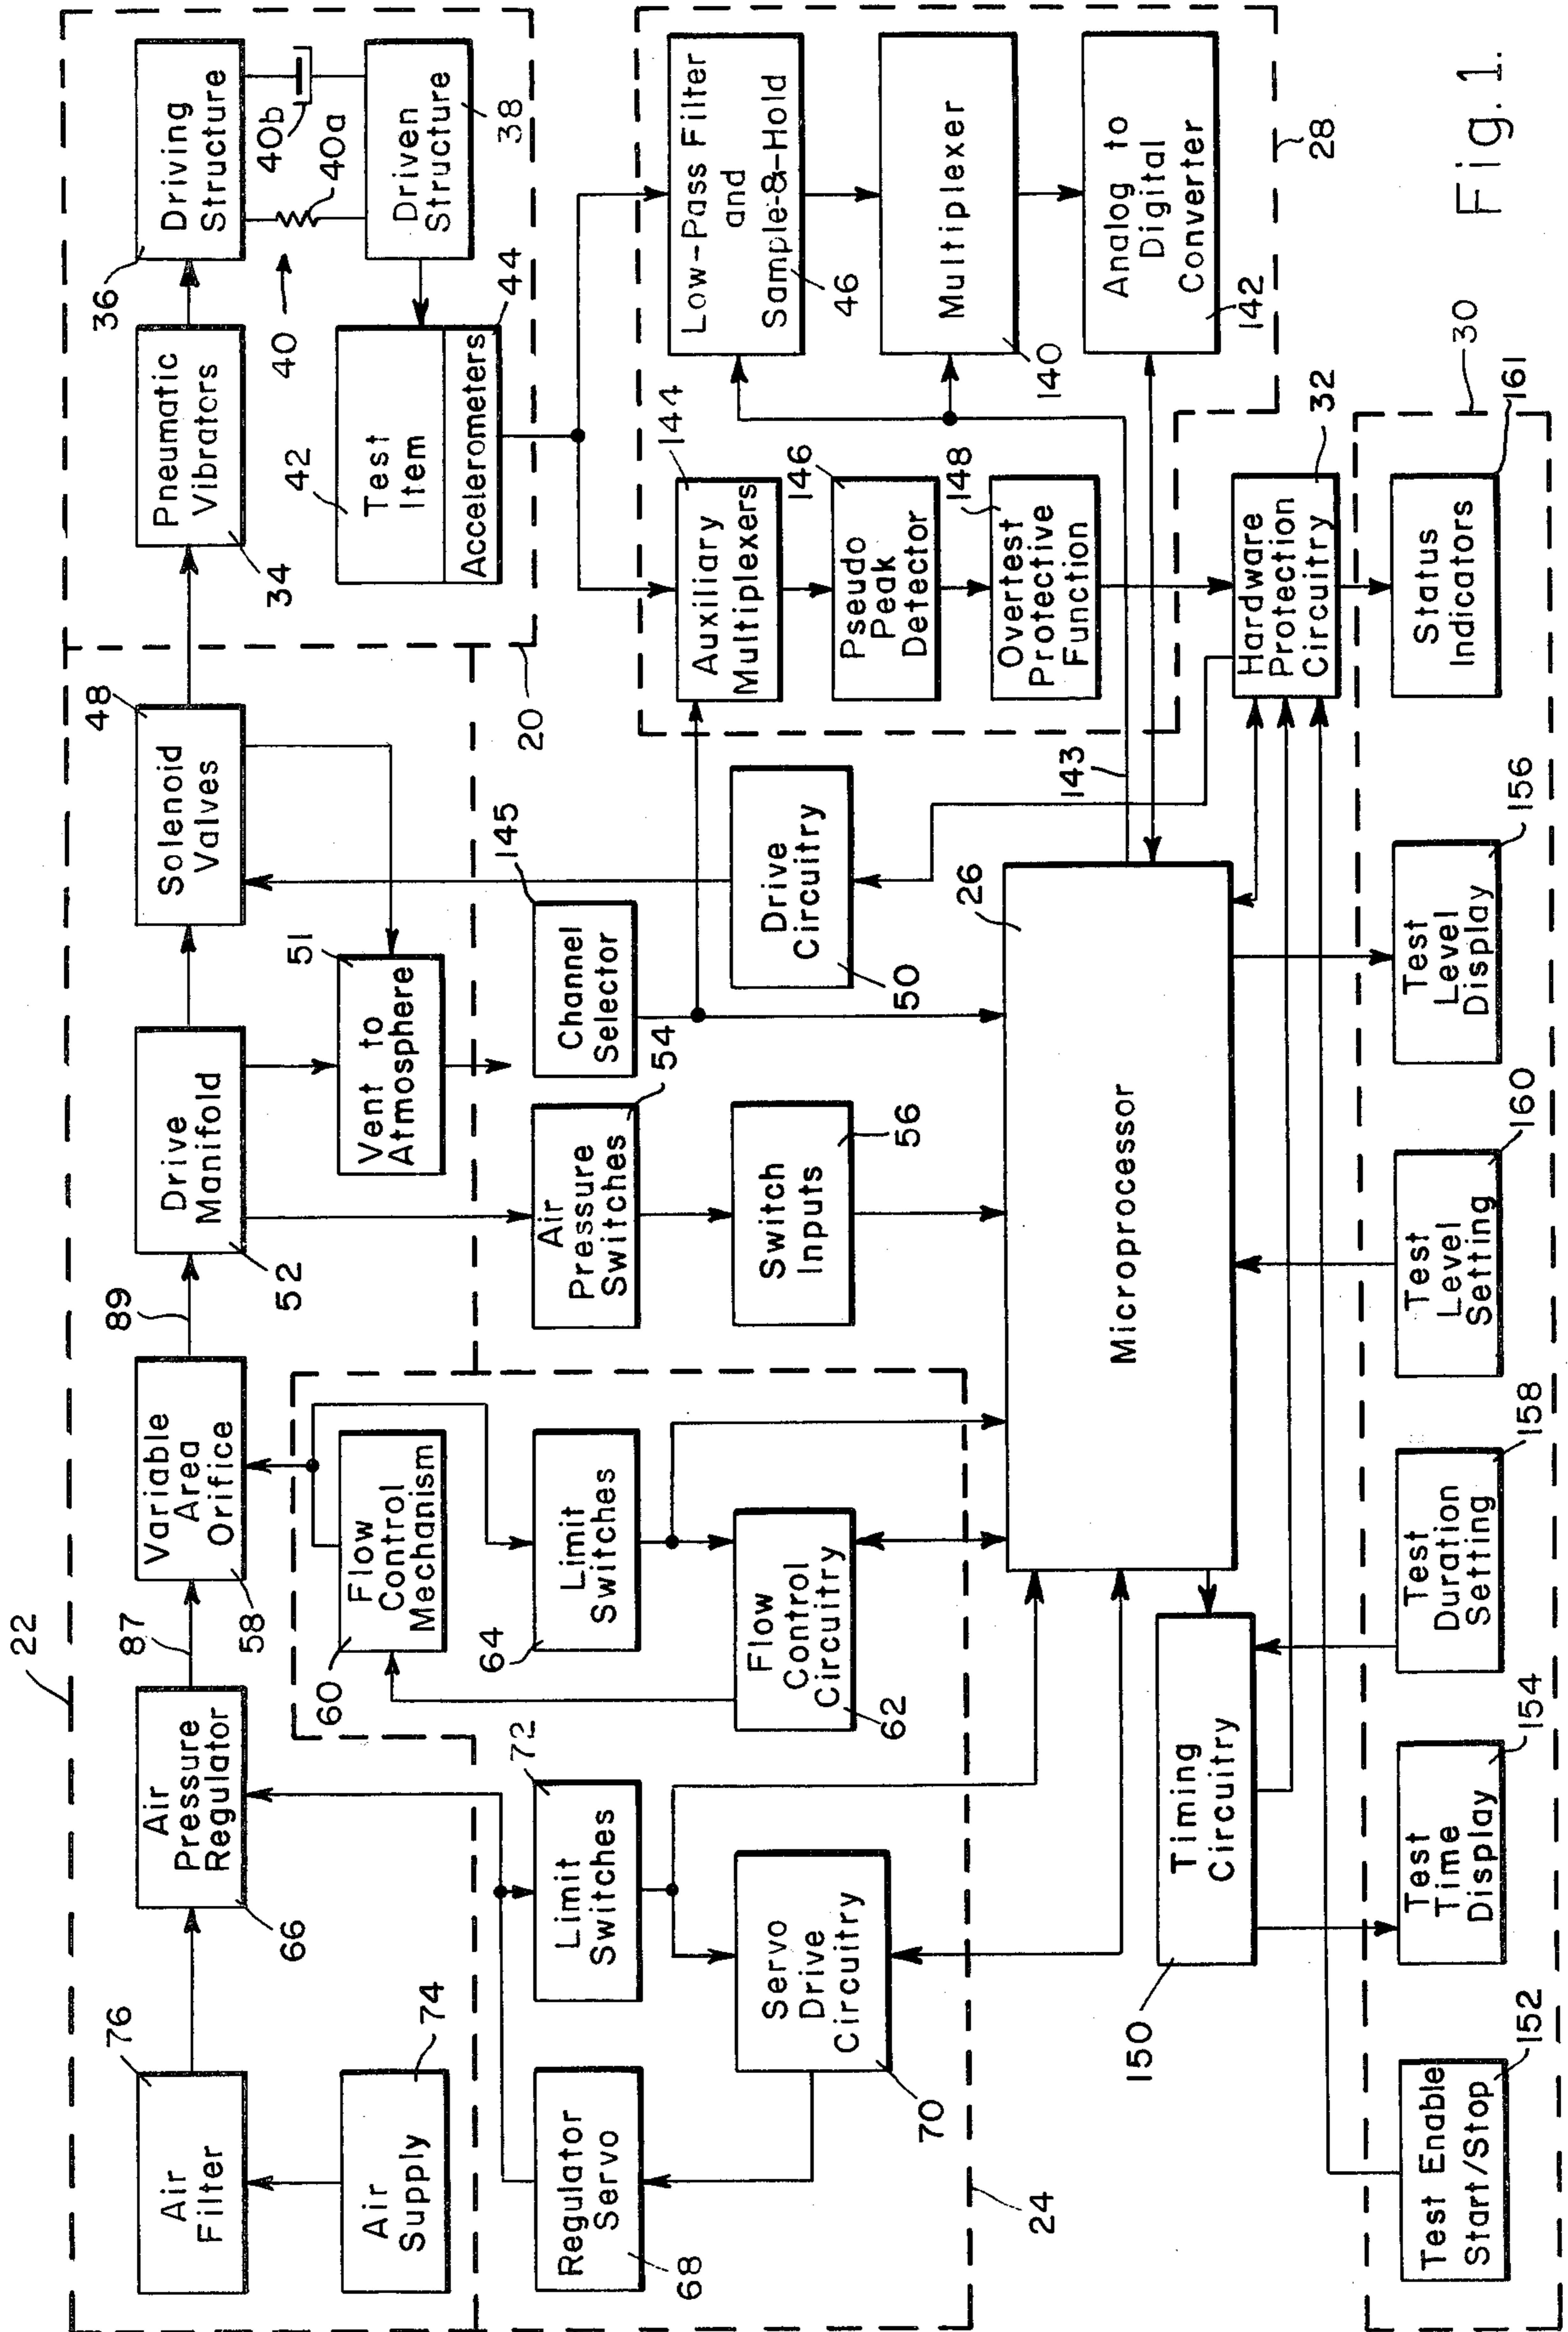 22
76
Air
Filter
Air
Supply
74
66
Air
Pressure
Regulator
87
58
Variable
Area
Orifice
89
52
Drive
Manifold
51
Vent to
Atmosphere
48
Solenoid
Valves
20
34
Pneumatic
Vibrators
36
Driving
Structure
40
40b
40a
Driven
Structure
38
42
Test
Item
Accelerometers
44
Regulator
Servo
68
72
Limit
Switches
Servo
Drive
Circuitry
70
24
60
Flow
Control
Mechanism
64
Limit
Switches
Flow
Control
Circuitry
62
Air
Pressure
Switches
54
Switch
Inputs
56
Channel
Selector
145
Drive
Circuitry
50
Microprocessor
26
143
144
Auxiliary
Multiplexers
146
Pseudo
Peak
Detector
148
Overtest
Protective
Function
Low-Pass Filter
and
Sample-&-Hold
46
Multiplexer
140
Analog to
Digital
Converter
142
28
Hardware
Protection
Circuitry
32
150
Timing
Circuitry
Test Enable
Start/Stop
152
Test
Time
Display
154
Test
Duration
Setting
158
Test
Level
Setting
160
Test
Level
Display
156
Status
Indicators
161
30
Fig. 1.